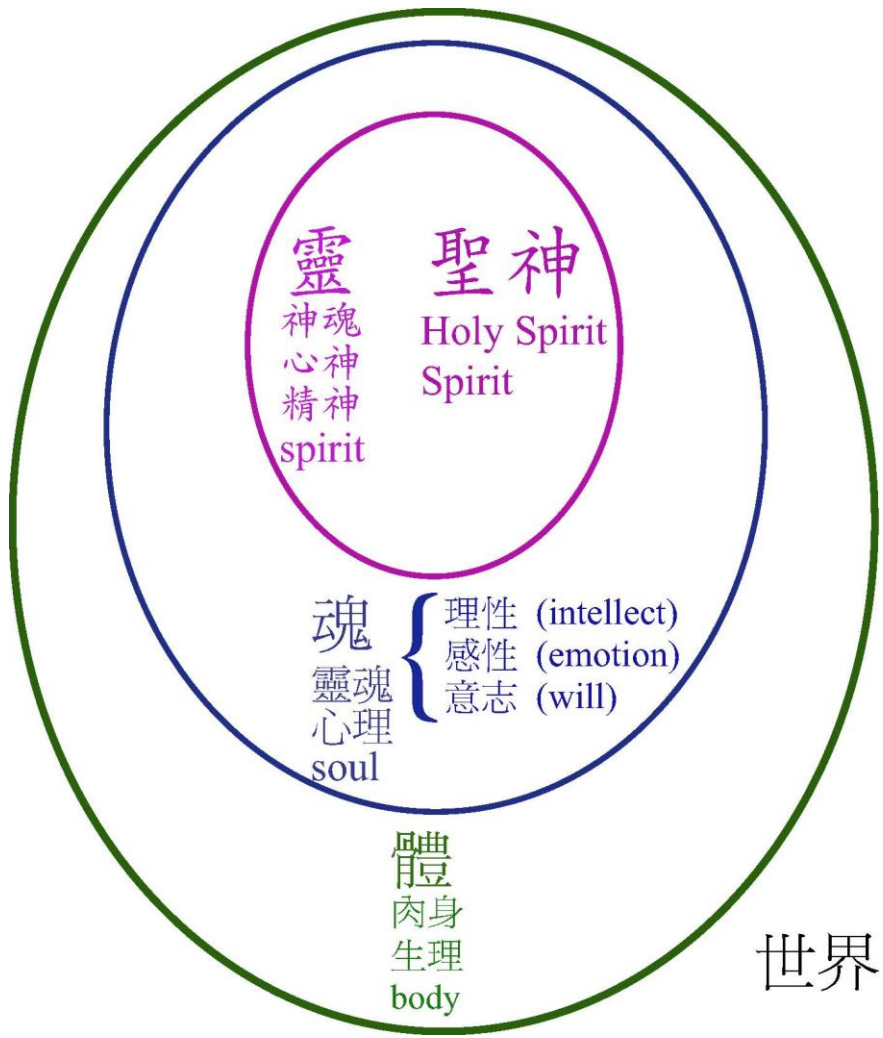 靈
神魂
心神
精神
spirit
聖神
Holy Spirit
Spirit
魂
靈魂
心理
soul
{
理性 (intellect)
感性 (emotion)
意志 (will)
體
肉身
生理
body
世界